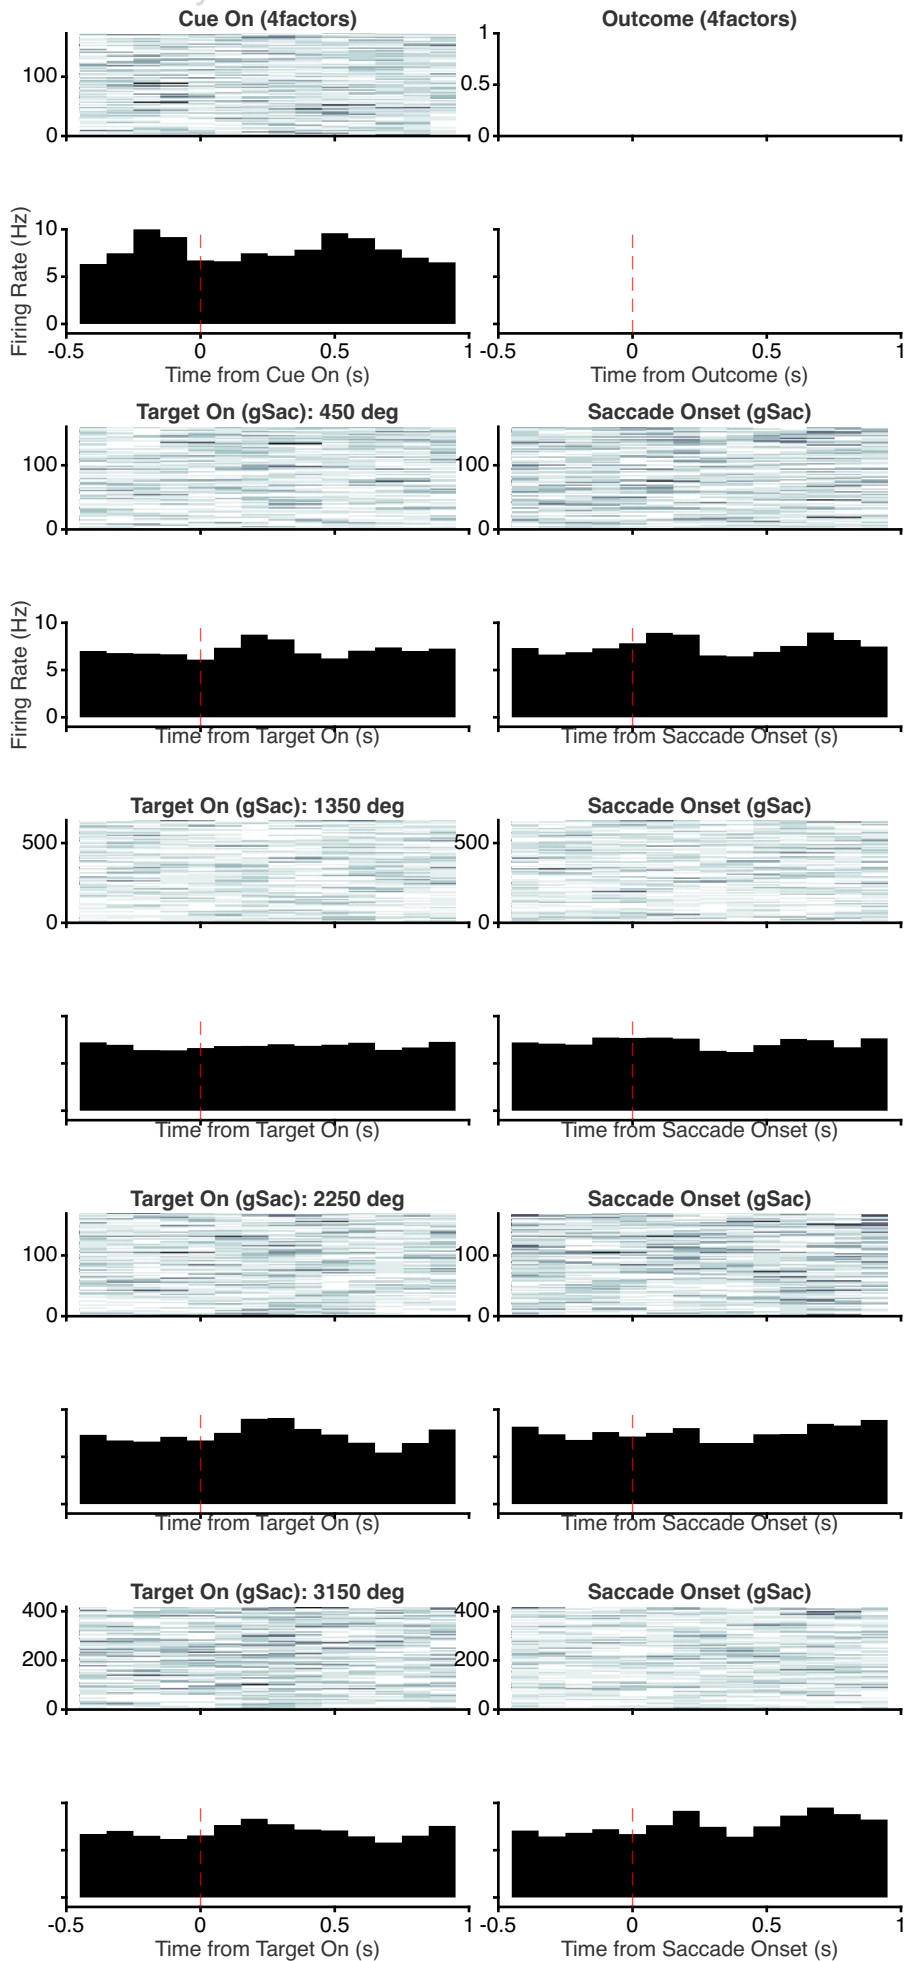 Cue On (4factors) Outcome (4factors)
100
0
1
0.5
0
Firing Rate (Hz)
10
5
0
-0.5 0 0.5 1 -0.5 0 0.5 1
Time from Cue On (s) Time from Outcome (s)
Target On (gSac): 450 deg Saccade Onset (gSac)
100 100
0 0
Firing Rate (Hz)
10
5
0
Time from Target On (s) Time from Saccade Onset (s)
Target On (gSac): 1350 deg Saccade Onset (gSac)
500 500
0 0
Time from Target On (s) Time from Saccade Onset (s)
Target On (gSac): 2250 deg Saccade Onset (gSac)
100 100
0 0
Time from Target On (s) Time from Saccade Onset (s)
Target On (gSac): 3150 deg Saccade Onset (gSac)
400 400
200 200
0 0
-0.5 0 0.5 1 -0.5 0 0.5 1
Time from Target On (s) Time from Saccade Onset (s)